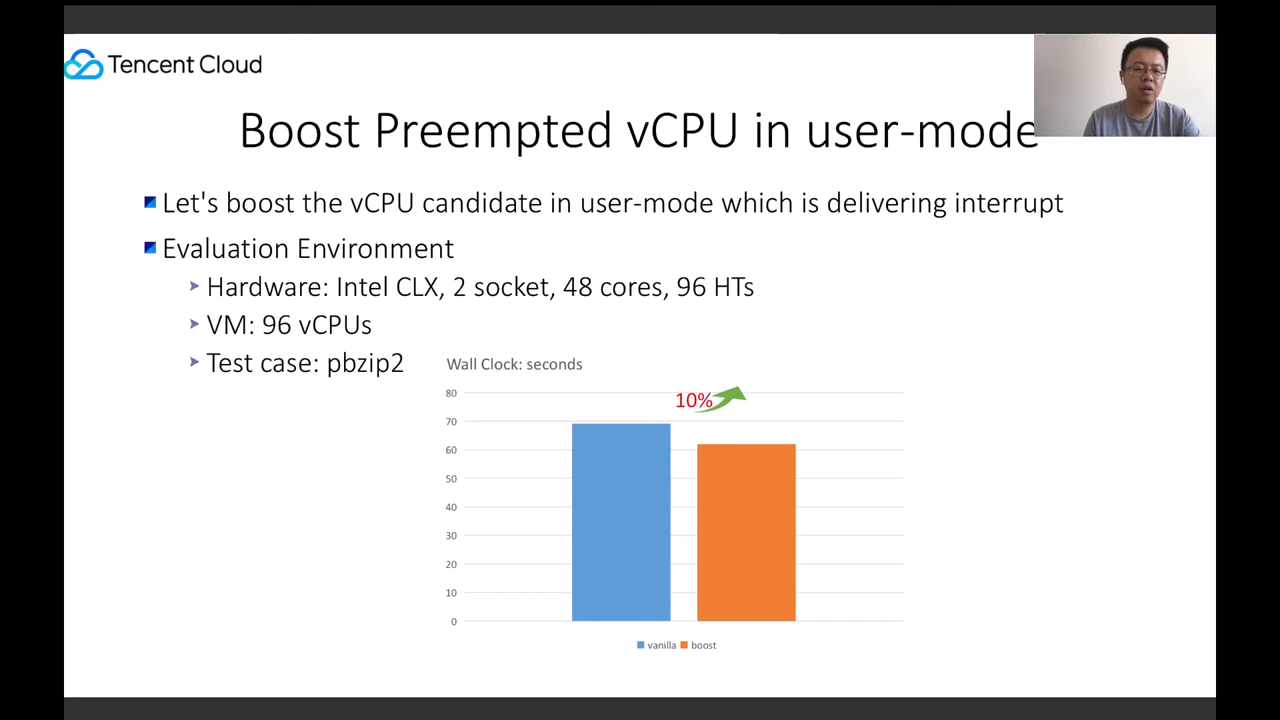 Tencent Cloud
Boost Preempted vCPU in user-mode
Let's boost the vCPU candidate in user-mode which is delivering interrupt
Evaluation Environment
Hardware: Intel CLX, 2 socket, 48 cores, 96 HTs
VM: 96 vCPUs
Test case: pbzip2
Wall Clock: seconds
80
10%
70
60
50
40
30
20
10
0
vanilla boost